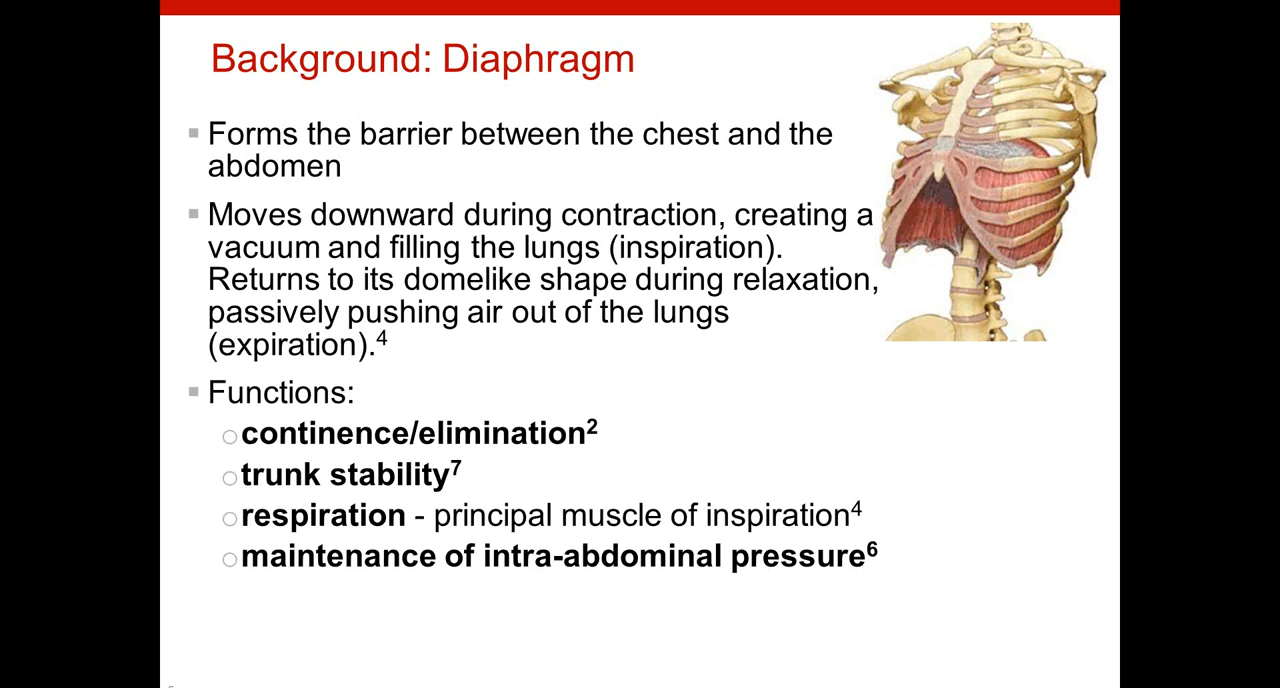 Background: Diaphragm
▪ Forms the barrier between the chest and the
abdomen
▪ Moves downward during contraction, creating a
vacuum and filling the lungs (inspiration).
Returns to its domelike shape during relaxation,
passively pushing air out of the lungs
(expiration).⁴
▪ Functions:
○ continence/elimination²
○ trunk stability⁷
○ respiration - principal muscle of inspiration⁴
○ maintenance of intra-abdominal pressure⁶